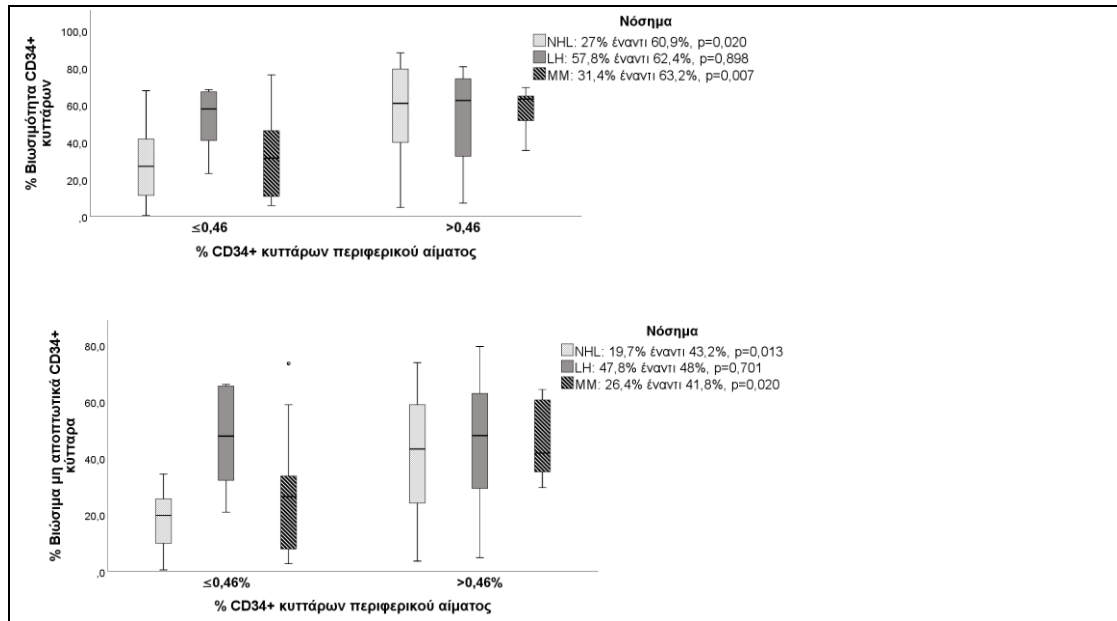 Νόσημα
NHL: 27% έναντι 60,9%, p=0,020
LH: 57,8% έναντι 62,4%, p=0,898
MM: 31,4% έναντι 63,2%, p=0,007
% Βιωσιμότητα CD34+
κυττάρων
100,0
80,0
60,0
40,0
20,0
,0
≤0,46
>0,46
% CD34+ κυττάρων περιφερικού αίματος
Νόσημα
NHL: 19,7% έναντι 43,2%, p=0,013
LH: 47,8% έναντι 48%, p=0,701
MM: 26,4% έναντι 41,8%, p=0,020
% Βιώσιμα μη αποπτωτικά CD34+
κύτταρα
80,0
60,0
40,0
20,0
,0
≤0,46%
>0,46%
% CD34+ κυττάρων περιφερικού αίματος